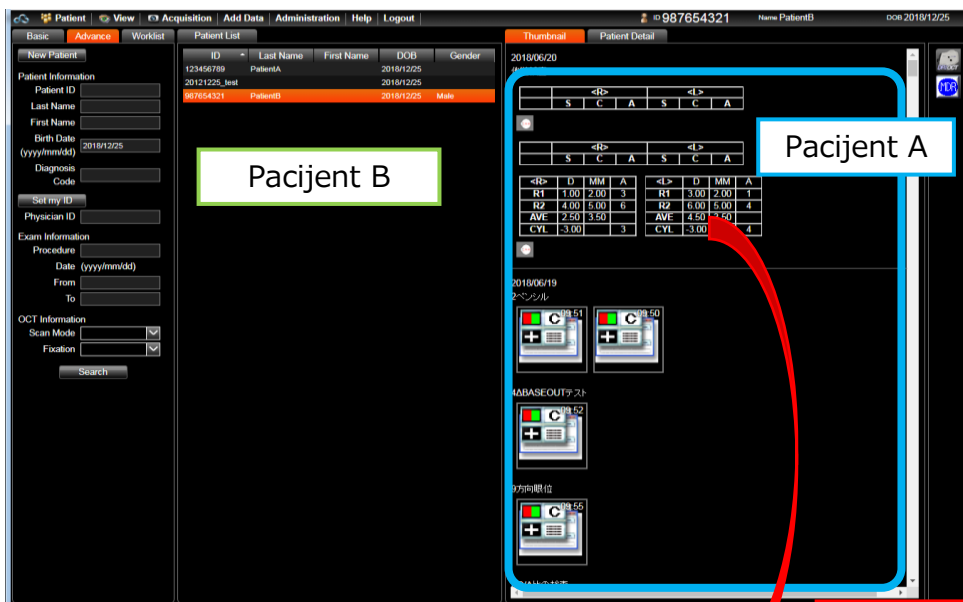 Patient View Acquisition Add Data Administration Help Logout ID 987654321 Name PatientB DOB 2018/12/25
Basic Advance Worklist
New Patient
Patient Information
Patient ID
Last Name
First Name
Birth Date
(yyyy/mm/dd) 2018/12/25
Diagnosis
Code
Set my ID
Physician ID
Exam Information
Procedure
Date (yyyy/mm/dd)
From
To
OCT Information
Scan Mode
Fixation
Search
Patient List
ID Last Name First Name DOB Gender
123456789 PatientA 2018/12/25
20121225_test 2018/12/25
987654321 PatientB 2018/12/25 Male
Pacijent B
Thumbnail Patient Detail
2018/06/20
<R> <L>
S C A S C A
Pacijent A
<R> <L>
S C A S C A
<R> D MM A <L> D MM A
R1 1.00 2.00 3 R1 3.00 2.00 1
R2 4.00 5.00 6 R2 6.00 5.00 4
AVE 2.50 3.50 AVE 4.50 3.50
CYL -3.00 3 CYL -3.00 4
2018/06/19
2ペンシル
09:51 09:50
C C
4ΔBASEOUTテスト
09:52
C
9方向眼位
09:55
C
MDR